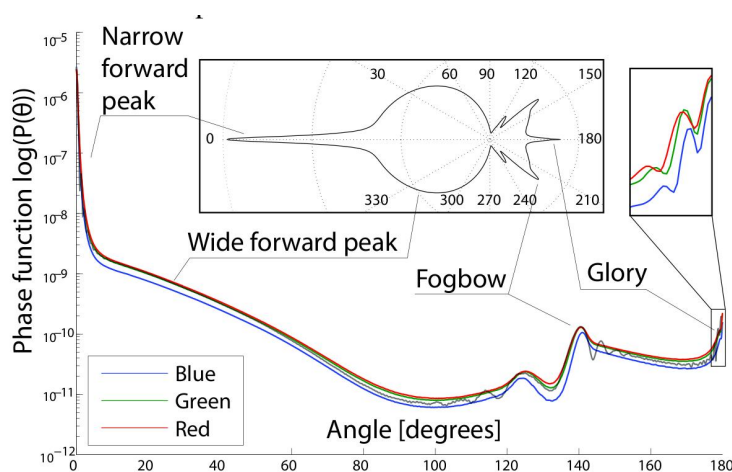 Narrow
forward
peak
30
60
90
120
150
0
180
330
300
270
240
210
Wide forward peak
Fogbow
Glory
Phase function log(P(θ))
10-5
10-6
10-7
10-8
10-9
10-10
10-11
10-12
Blue
Green
Red
Angle [degrees]
0
20
40
60
80
100
120
140
160
180